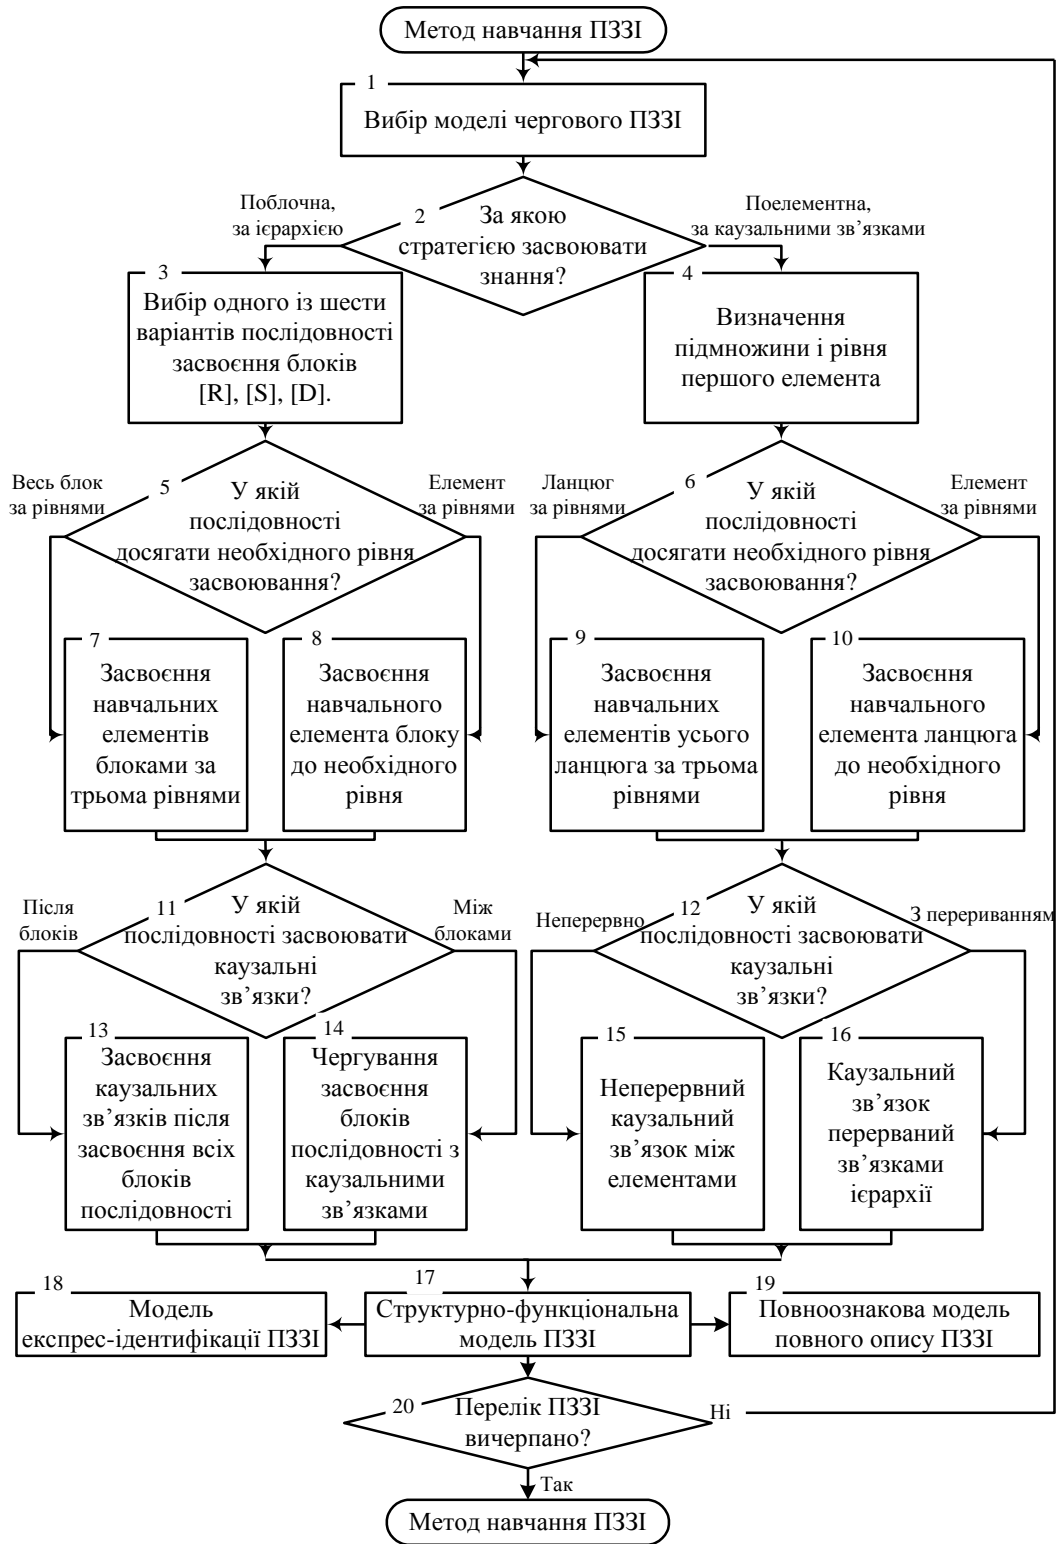 Метод навчання ПЗЗІ
1
Вибір моделі чергового ПЗЗІ
Поблочна,
за ієрархією
2
За якою
стратегією засвоювати
знання?
Поелементна,
за каузальними зв’язками
3
Вибір одного із шести
варіантів послідовності
засвоєння блоків
[R], [S], [D].
4
Визначення
підмножини і рівня
першого елемента
Весь блок
за рівнями
5
У якій
послідовності
досягати необхідного рівня
засвоювання?
Елемент
за рівнями
Ланцюг
за рівнями
6
У якій
послідовності
досягати необхідного рівня
засвоювання?
Елемент
за рівнями
7
Засвоєння
навчальних
елементів
блоками за
трьома рівнями
8
Засвоєння
навчального
елемента блоку
до необхідного
рівня
9
Засвоєння
навчальних
елементів усього
ланцюга за трьома
рівнями
10
Засвоєння
навчального
елемента ланцюга
до необхідного
рівня
Після
блоків
11
У якій
послідовності засвоювати
каузальні
зв’язки?
Між
блоками
Неперервно
12
У якій
послідовності засвоювати
каузальні
зв’язки?
З перериванням
13
Засвоєння
каузальних
зв’язків після
засвоєння всіх
блоків
послідовності
14
Чергування
засвоєння
блоків
послідовності з
каузальними
зв’язками
15
Неперервний
каузальний
зв’язок між
елементами
16
Каузальний
зв’язок
перерваний
зв’язками
ієрархії
18
Модель
експрес-ідентифікації ПЗЗІ
17
Структурно-функціональна
модель ПЗЗІ
19
Повноознакова модель
повного опису ПЗЗІ
20
Перелік ПЗЗІ
вичерпано?
Ні
Так
Метод навчання ПЗЗІ